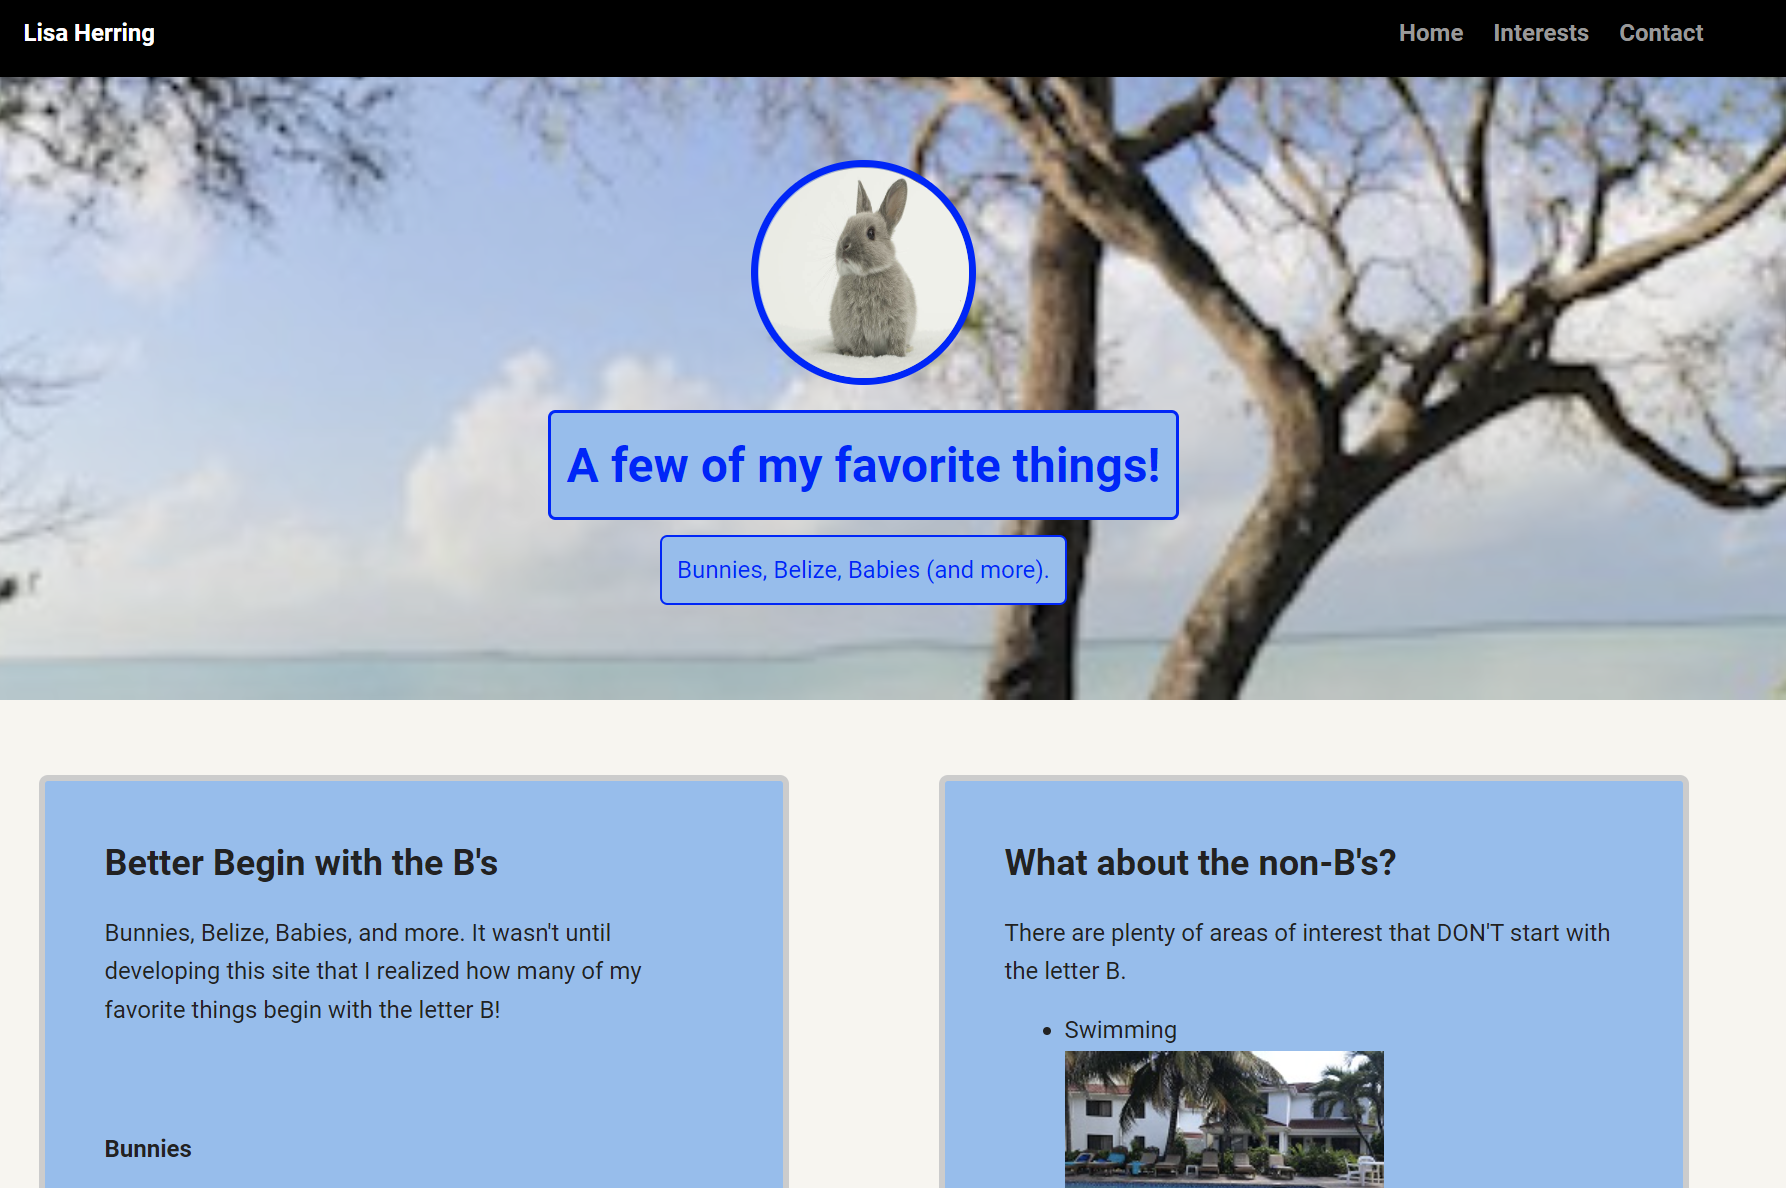 Lisa Herring
Home Interests Contact
A few of my favorite things!
Bunnies, Belize, Babies (and more).
Better Begin with the B's
Bunnies, Belize, Babies, and more. It wasn't until
developing this site that I realized how many of my
favorite things begin with the letter B!
Bunnies
What about the non-B's?
There are plenty of areas of interest that DON'T start with
the letter B.
Swimming